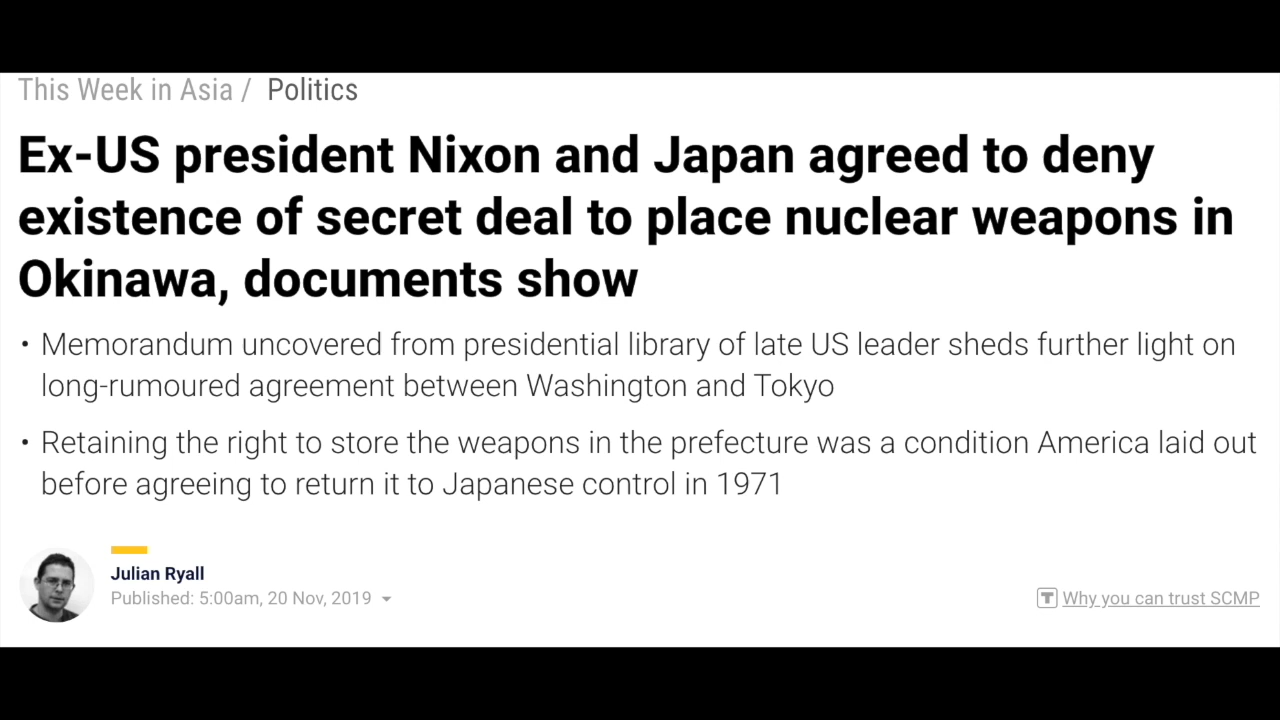 This Week in Asia / Politics
Ex-US president Nixon and Japan agreed to deny
existence of secret deal to place nuclear weapons in
Okinawa, documents show
• Memorandum uncovered from presidential library of late US leader sheds further light on
long-rumoured agreement between Washington and Tokyo
• Retaining the right to store the weapons in the prefecture was a condition America laid out
before agreeing to return it to Japanese control in 1971
Julian Ryall
Published: 5:00am, 20 Nov, 2019
T Why you can trust SCMP